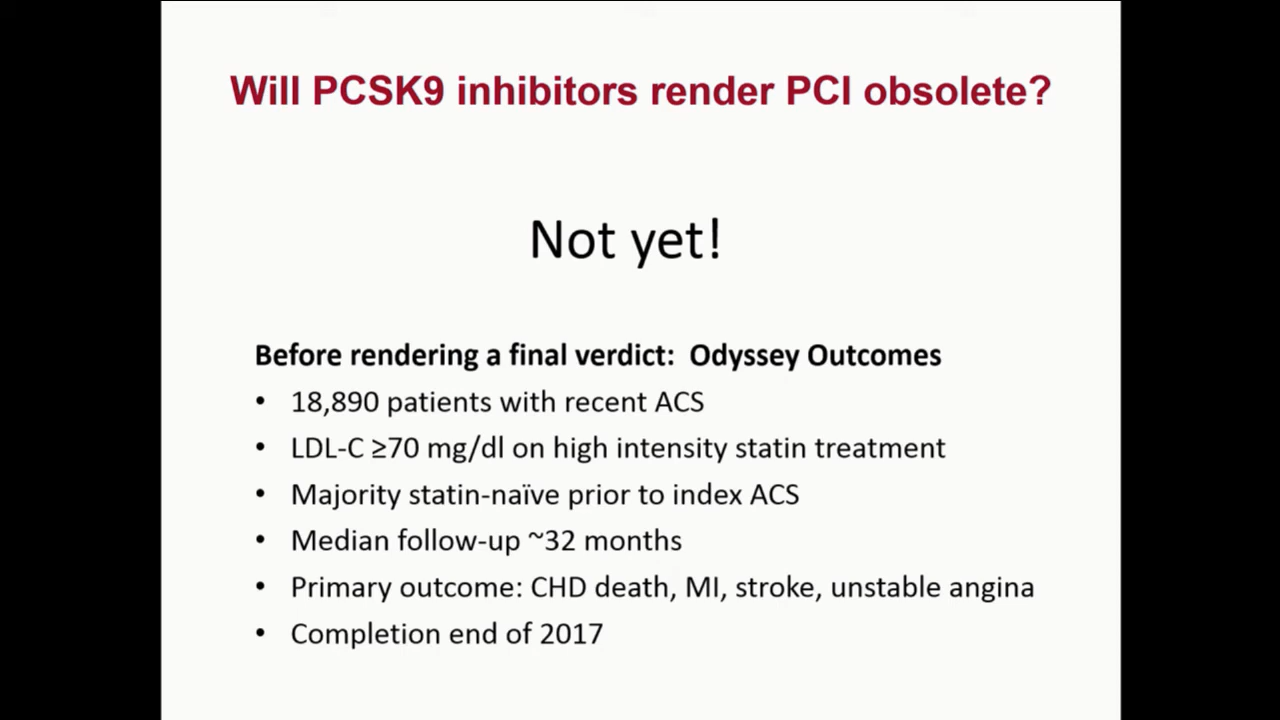 Will PCSK9 inhibitors render PCI obsolete?
Not yet!
Before rendering a final verdict: Odyssey Outcomes
• 18,890 patients with recent ACS
• LDL-C ≥70 mg/dl on high intensity statin treatment
• Majority statin-naïve prior to index ACS
• Median follow-up ~32 months
• Primary outcome: CHD death, MI, stroke, unstable angina
• Completion end of 2017